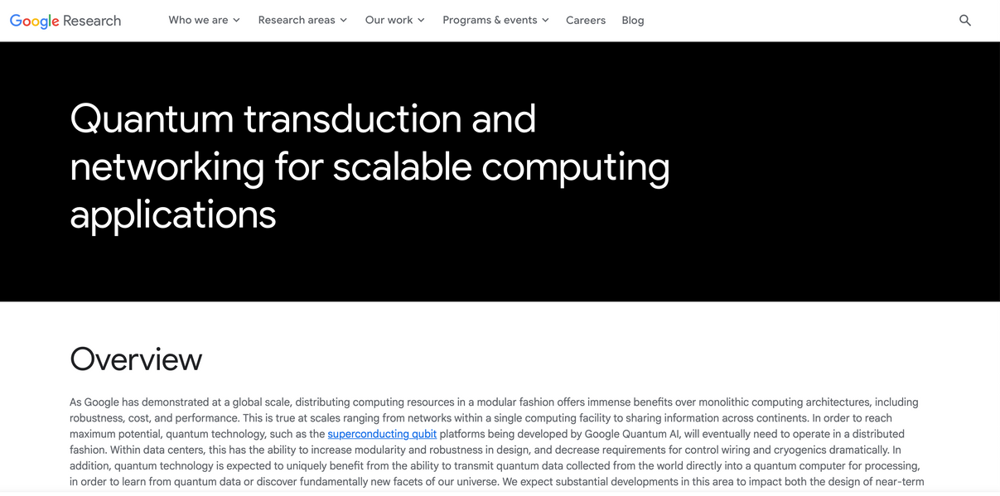 Google Research
Who we are
Research areas
Our work
Programs & events
Careers
Blog
Quantum transduction and
networking for scalable computing
applications
Overview
As Google has demonstrated at a global scale, distributing computing resources in a modular fashion offers immense benefits over monolithic computing architectures, including
robustness, cost, and performance. This is true at scales ranging from networks within a single computing facility to sharing information across continents. In order to reach
maximum potential, quantum technology, such as the superconducting qubit platforms being developed by Google Quantum AI, will eventually need to operate in a distributed
fashion. Within data centers, this has the ability to increase modularity and robustness in design, and decrease requirements for control wiring and cryogenics dramatically. In
addition, quantum technology is expected to uniquely benefit from the ability to transmit quantum data collected from the world directly into a quantum computer for processing,
in order to learn from quantum data or discover fundamentally new facets of our universe. We expect substantial developments in this area to impact both the design of near-term